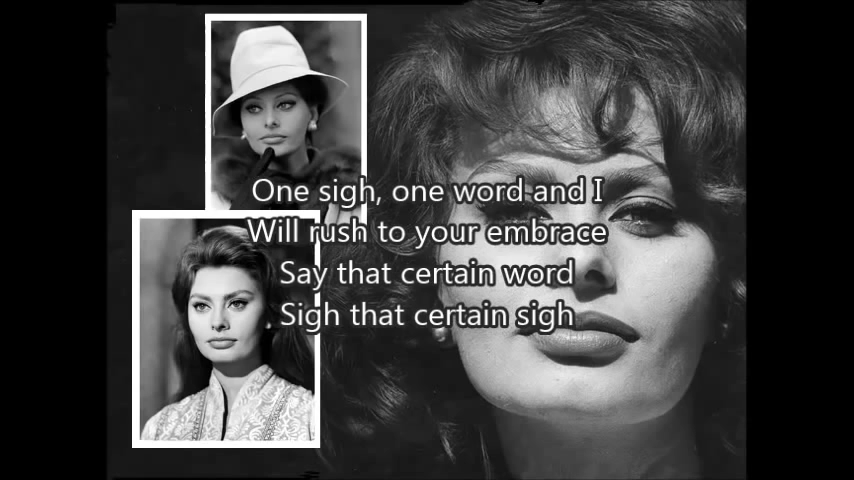 One sigh, one word and I
Will rush to your embrace
Say that certain word
Sigh that certain sigh